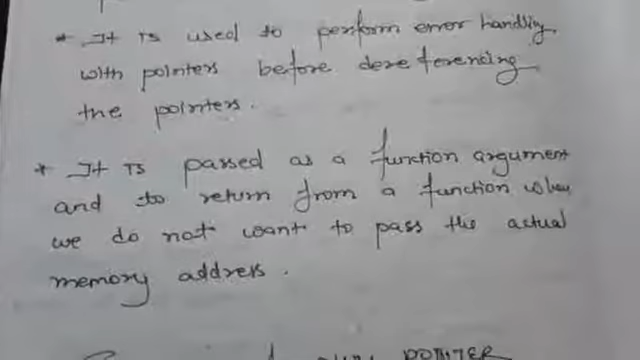 * It is used to perform error handling
with pointers before dereferencing
the pointers.
* It is passed as a function argument
and to return from a function when
we do not want to pass the actual
memory address.
POINTER